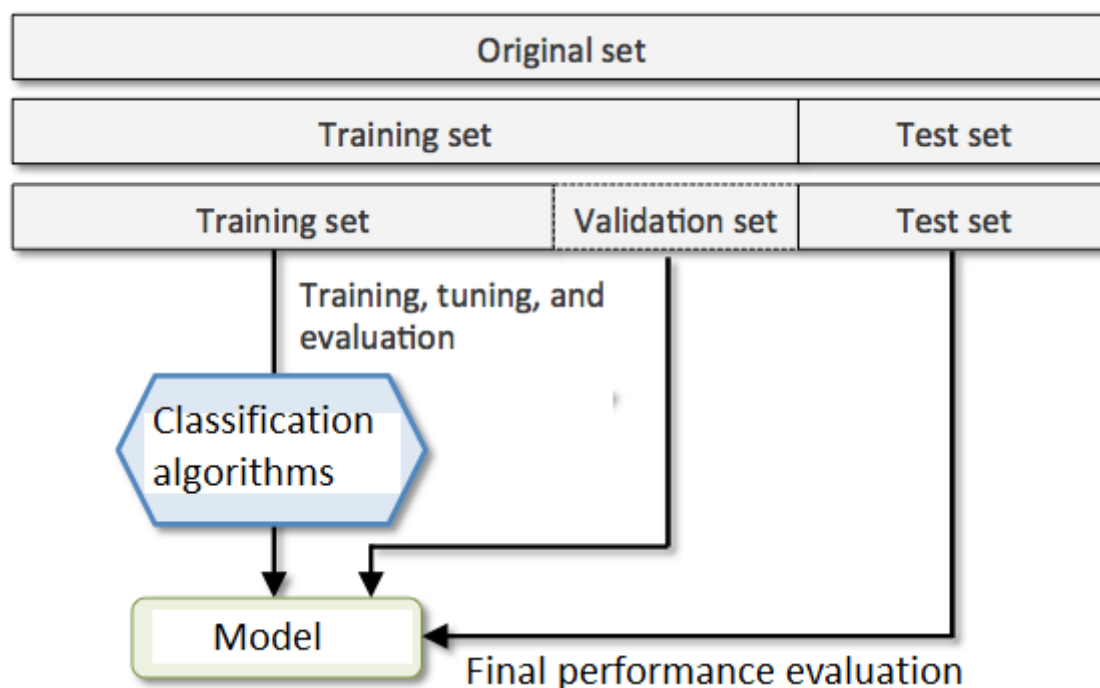 Original set
Training set Test set
Training set Validation set Test set
Training, tuning, and
evaluation
Classification
algorithms
Model
Final performance evaluation